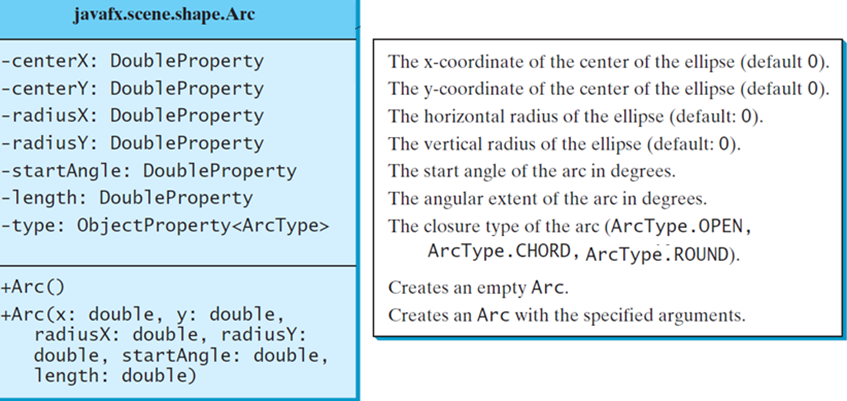 javafx.scene.shape.Arc
-centerX: DoubleProperty
-centerY: DoubleProperty
-radiusX: DoubleProperty
-radiusY: DoubleProperty
-startAngle: DoubleProperty
-length: DoubleProperty
-type: ObjectProperty<ArcType>
+Arc()
+Arc(x: double, y: double,
radiusX: double, radiusY:
double, startAngle: double,
length: double)
The x-coordinate of the center of the ellipse (default 0).
The y-coordinate of the center of the ellipse (default 0).
The horizontal radius of the ellipse (default: 0).
The vertical radius of the ellipse (default: 0).
The start angle of the arc in degrees.
The angular extent of the arc in degrees.
The closure type of the arc (ArcType.OPEN,
ArcType.CHORD, ArcType.ROUND).
Creates an empty Arc.
Creates an Arc with the specified arguments.